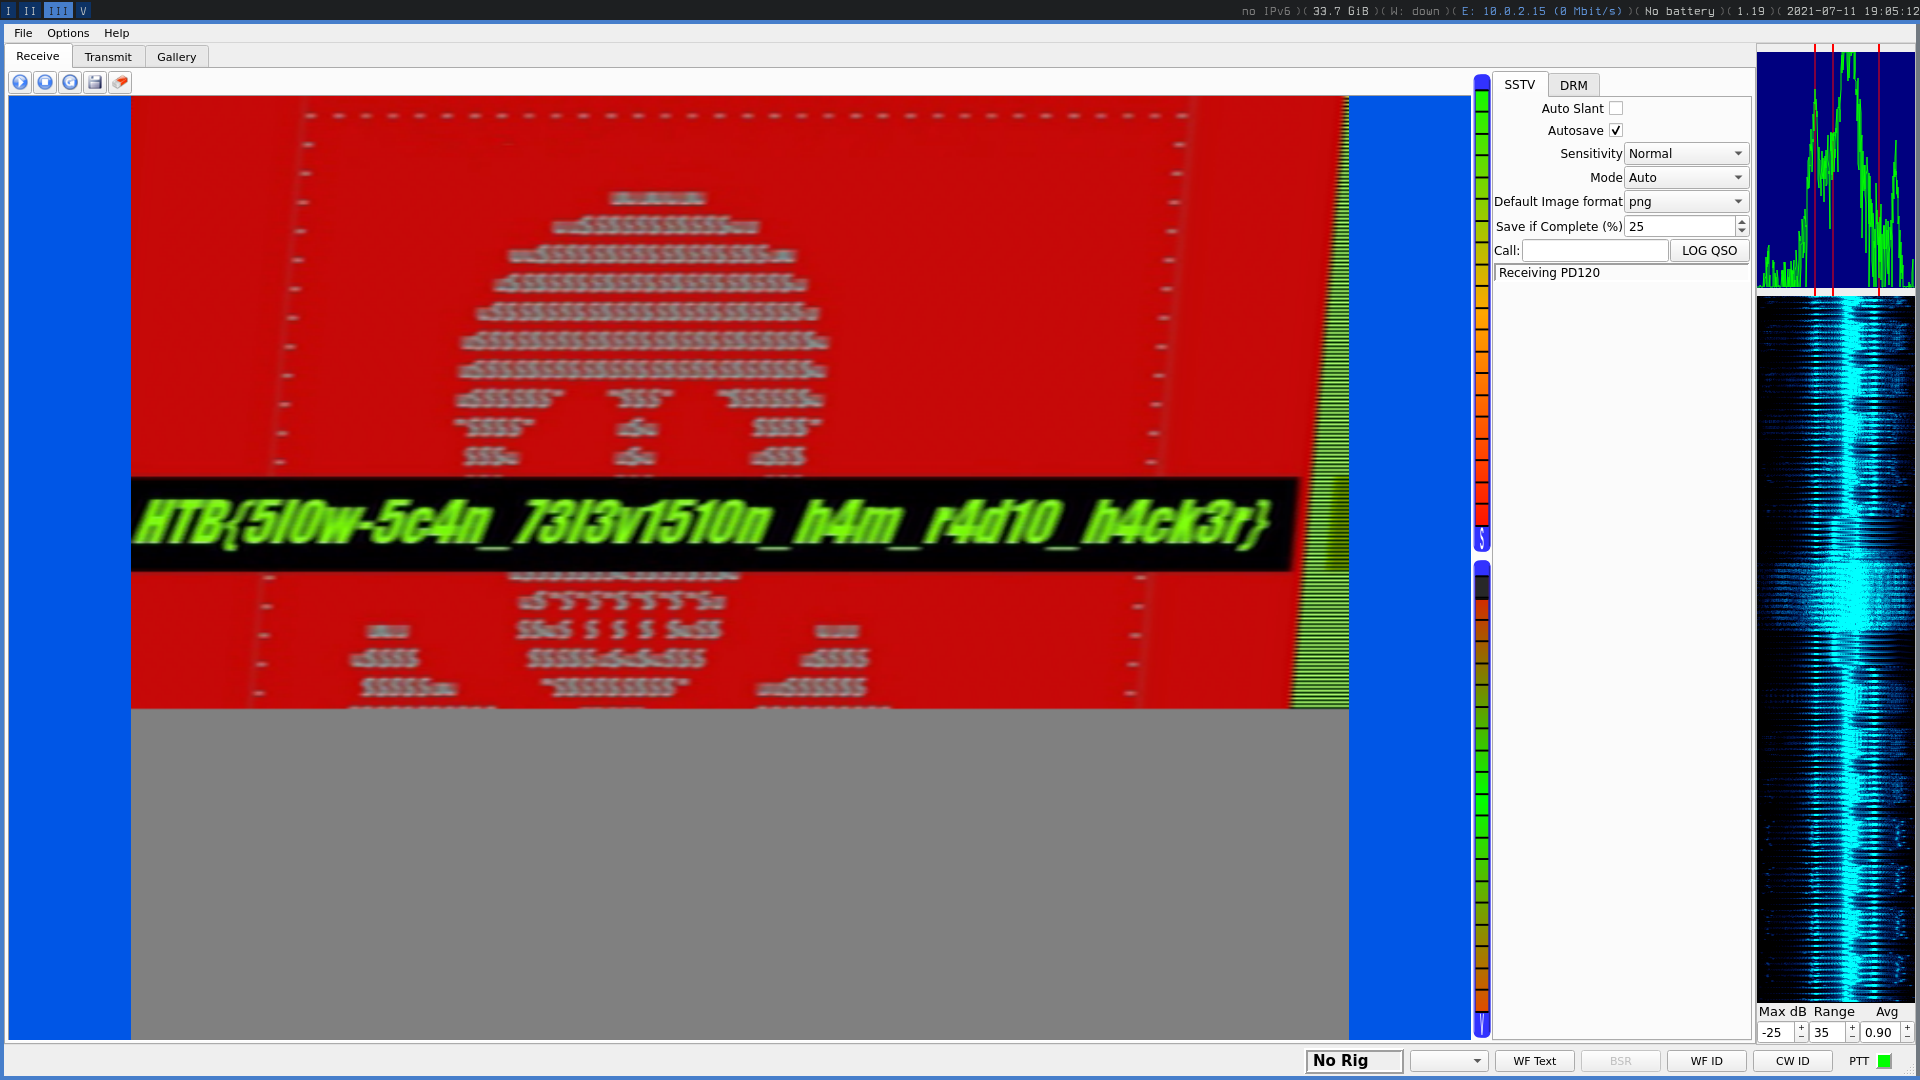 I II III V no IPv6 )( 33.7 GiB )( W: down )( E: 10.0.2.15 (0 Mbit/s) )( No battery )( 1.19 )( 2021-07-11 19:05:12
File Options Help
Receive Transmit Gallery
SSTV DRM
Auto Slant
Autosave
Sensitivity Normal
Mode Auto
Default Image format png
Save if Complete (%) 25
Call: LOG QSO
Receiving PD120
HTB{5l0w-5c4n_73l3v1510n_h4m_r4d10_h4ck3r}
S
V
Max dB Range Avg
-25 35 0.90
No Rig WF Text BSR WF ID CW ID PTT